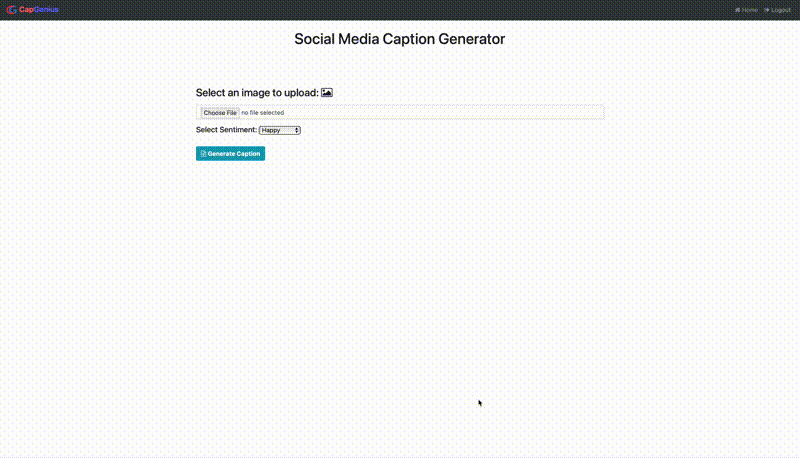 CapGenius Home Logout
Social Media Caption Generator
Select an image to upload:
Choose File no file selected
Select Sentiment: Happy
Generate Caption